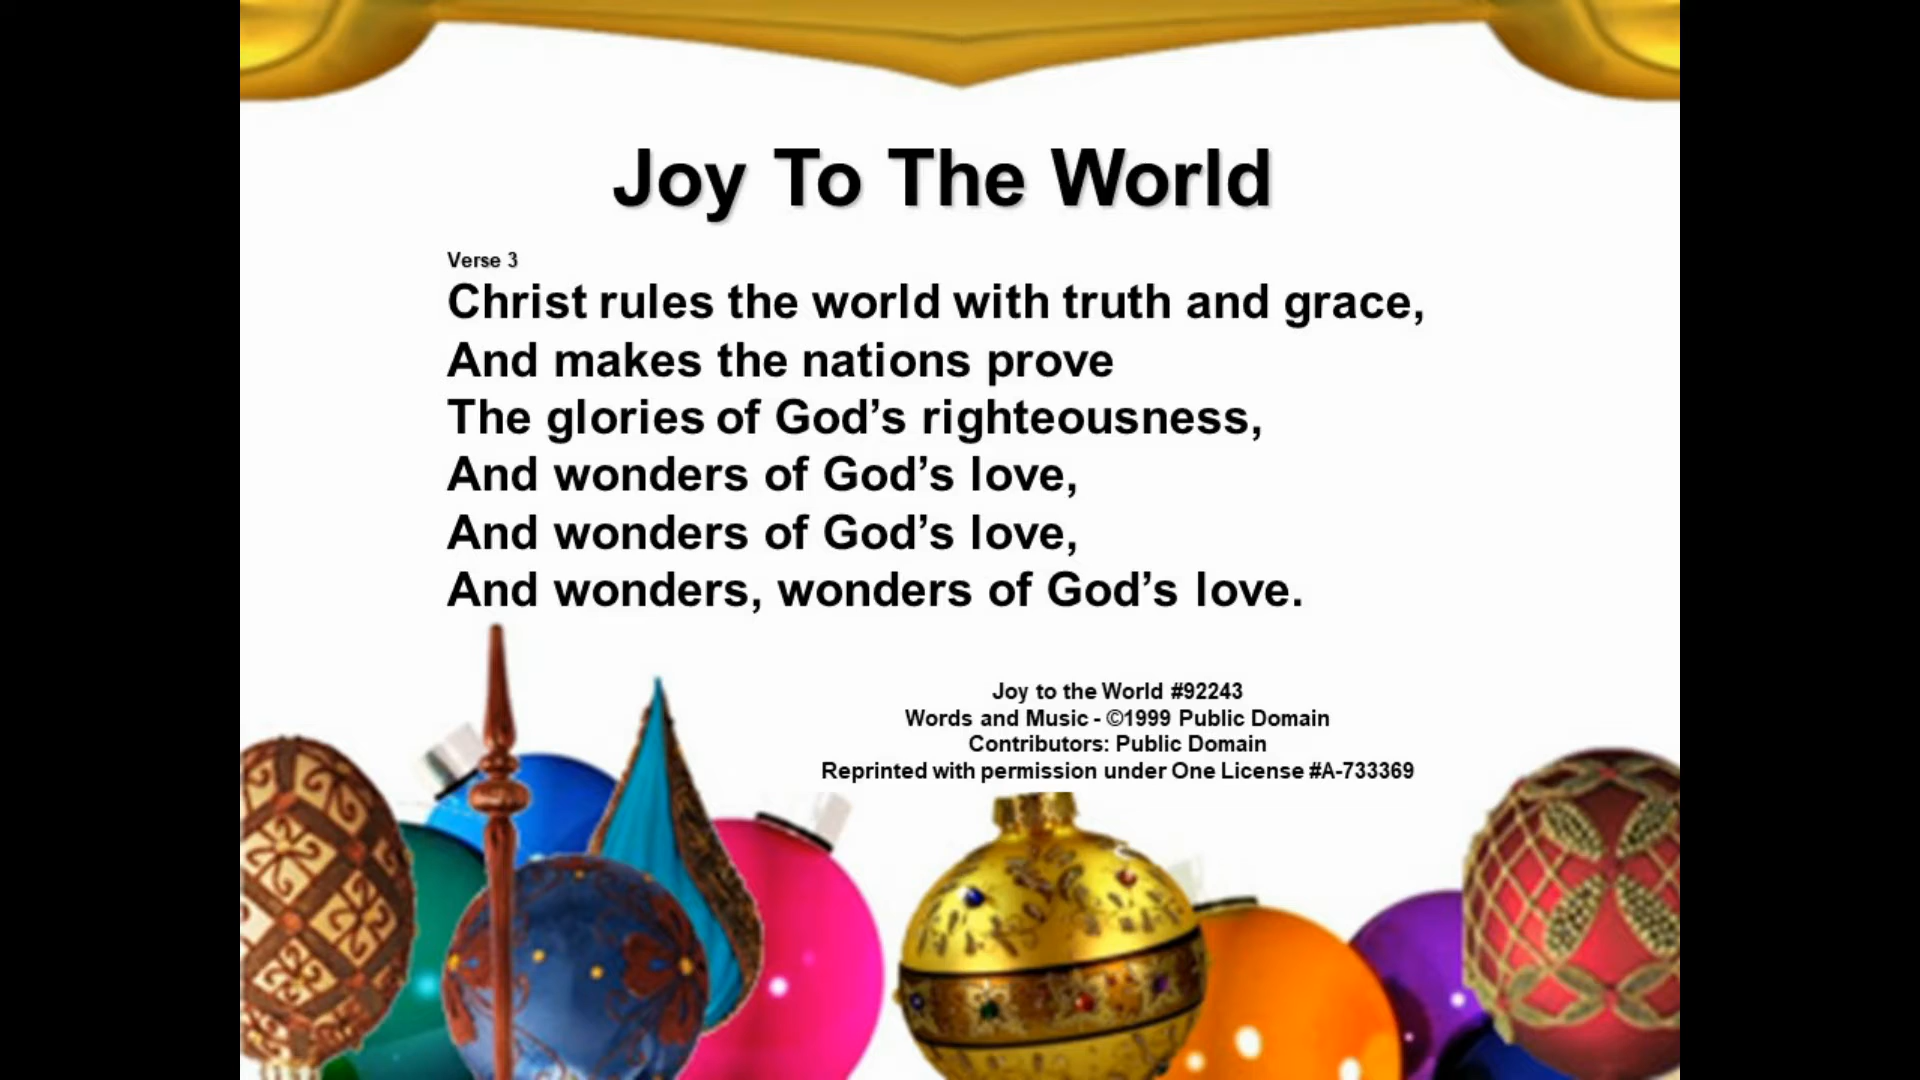 Joy To The World
Verse 3
Christ rules the world with truth and grace,
And makes the nations prove
The glories of God’s righteousness,
And wonders of God’s love,
And wonders of God’s love,
And wonders, wonders of God’s love.
Joy to the World #92243
Words and Music - ©1999 Public Domain
Contributors: Public Domain
Reprinted with permission under One License #A-733369